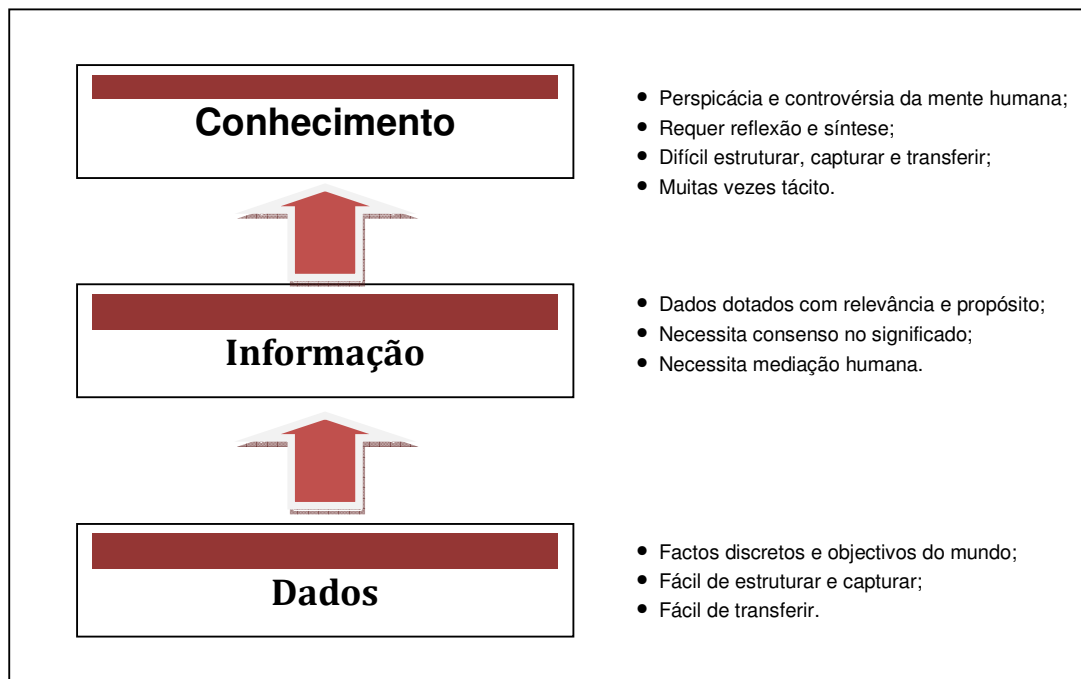 Conhecimento
• Perspicácia e controvérsia da mente humana;
• Requer reflexão e síntese;
• Difícil estruturar, capturar e transferir;
• Muitas vezes tácito.
Informação
• Dados dotados com relevância e propósito;
• Necessita consenso no significado;
• Necessita mediação humana.
Dados
• Factos discretos e objectivos do mundo;
• Fácil de estruturar e capturar;
• Fácil de transferir.